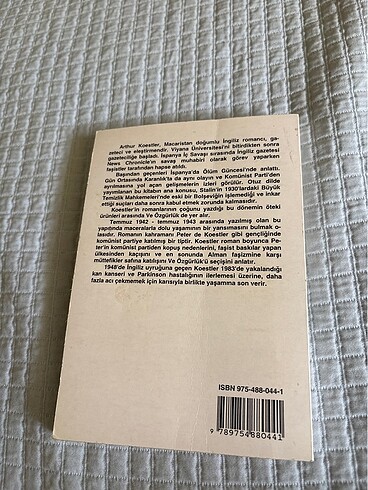 Arthur Koestler, Macaristan doğumlu İngiliz romancı, ga-
zeteci ve eleştirmendir. Viyana Üniversitesi'ni bitirdikten sonra
gazeteciliğe başladı. İspanya İç Savaşı sırasında İngiliz gazetesi
News Chronicle'ın savaş muhabiri olarak görev yaparken
faşistler tarafından hapse atıldı.
Başından geçenleri İspanya'da Ölüm Güncesi'nde anlattı.
Gün Ortasında Karanlık'ta da aynı olayın ve Komünist Parti'den
ayrılmasına yol açan gelişmelerin izleri görülür. Otuz dilde
yayınlanan bu kitabın ana konusu, Stalin'in 1930'lardaki Büyük
Temizlik Mahkemeleri'nde eski bir Bolşeviğin işlemediği ve inkar
ettiği suçları daha sonra kabul etmek zorunda kalmasıdır.
Koestler'in romanlarının çoğunu yazdığı bu dönemin öteki
ürünleri arasında Ve Özgürlük de yer alır.
Temmuz 1942 - temmuz 1943 arasında yazılmış olan bu
yapıtında maceralarla dolu yaşamının bir yansımasını bulmak o-
lasıdır. Romanın kahramanı Peter de Koestler gibi gençliğinde
komünist partiye katılmış bir tiptir. Koestler roman boyunca Pe-
ter'in komünist partiden kopuş nedenlerini, faşist baskılar yapan
ülkesinden kaçışını ve en sonunda Alman faşizmine karşı
müttefikler safına katılışını Ve Özgürlük'ü seçişini anlatır.
1948'de İngiliz uyruğuna geçen Koestler 1983'de yakalandığı
kan kanseri ve Parkinson hastalığının ilerlemesi üzerine, daha
fazla acı çekmemek için karısıyla birlikte yaşamına son verir.
ISBN 975-488-044-1
9 789754 880441